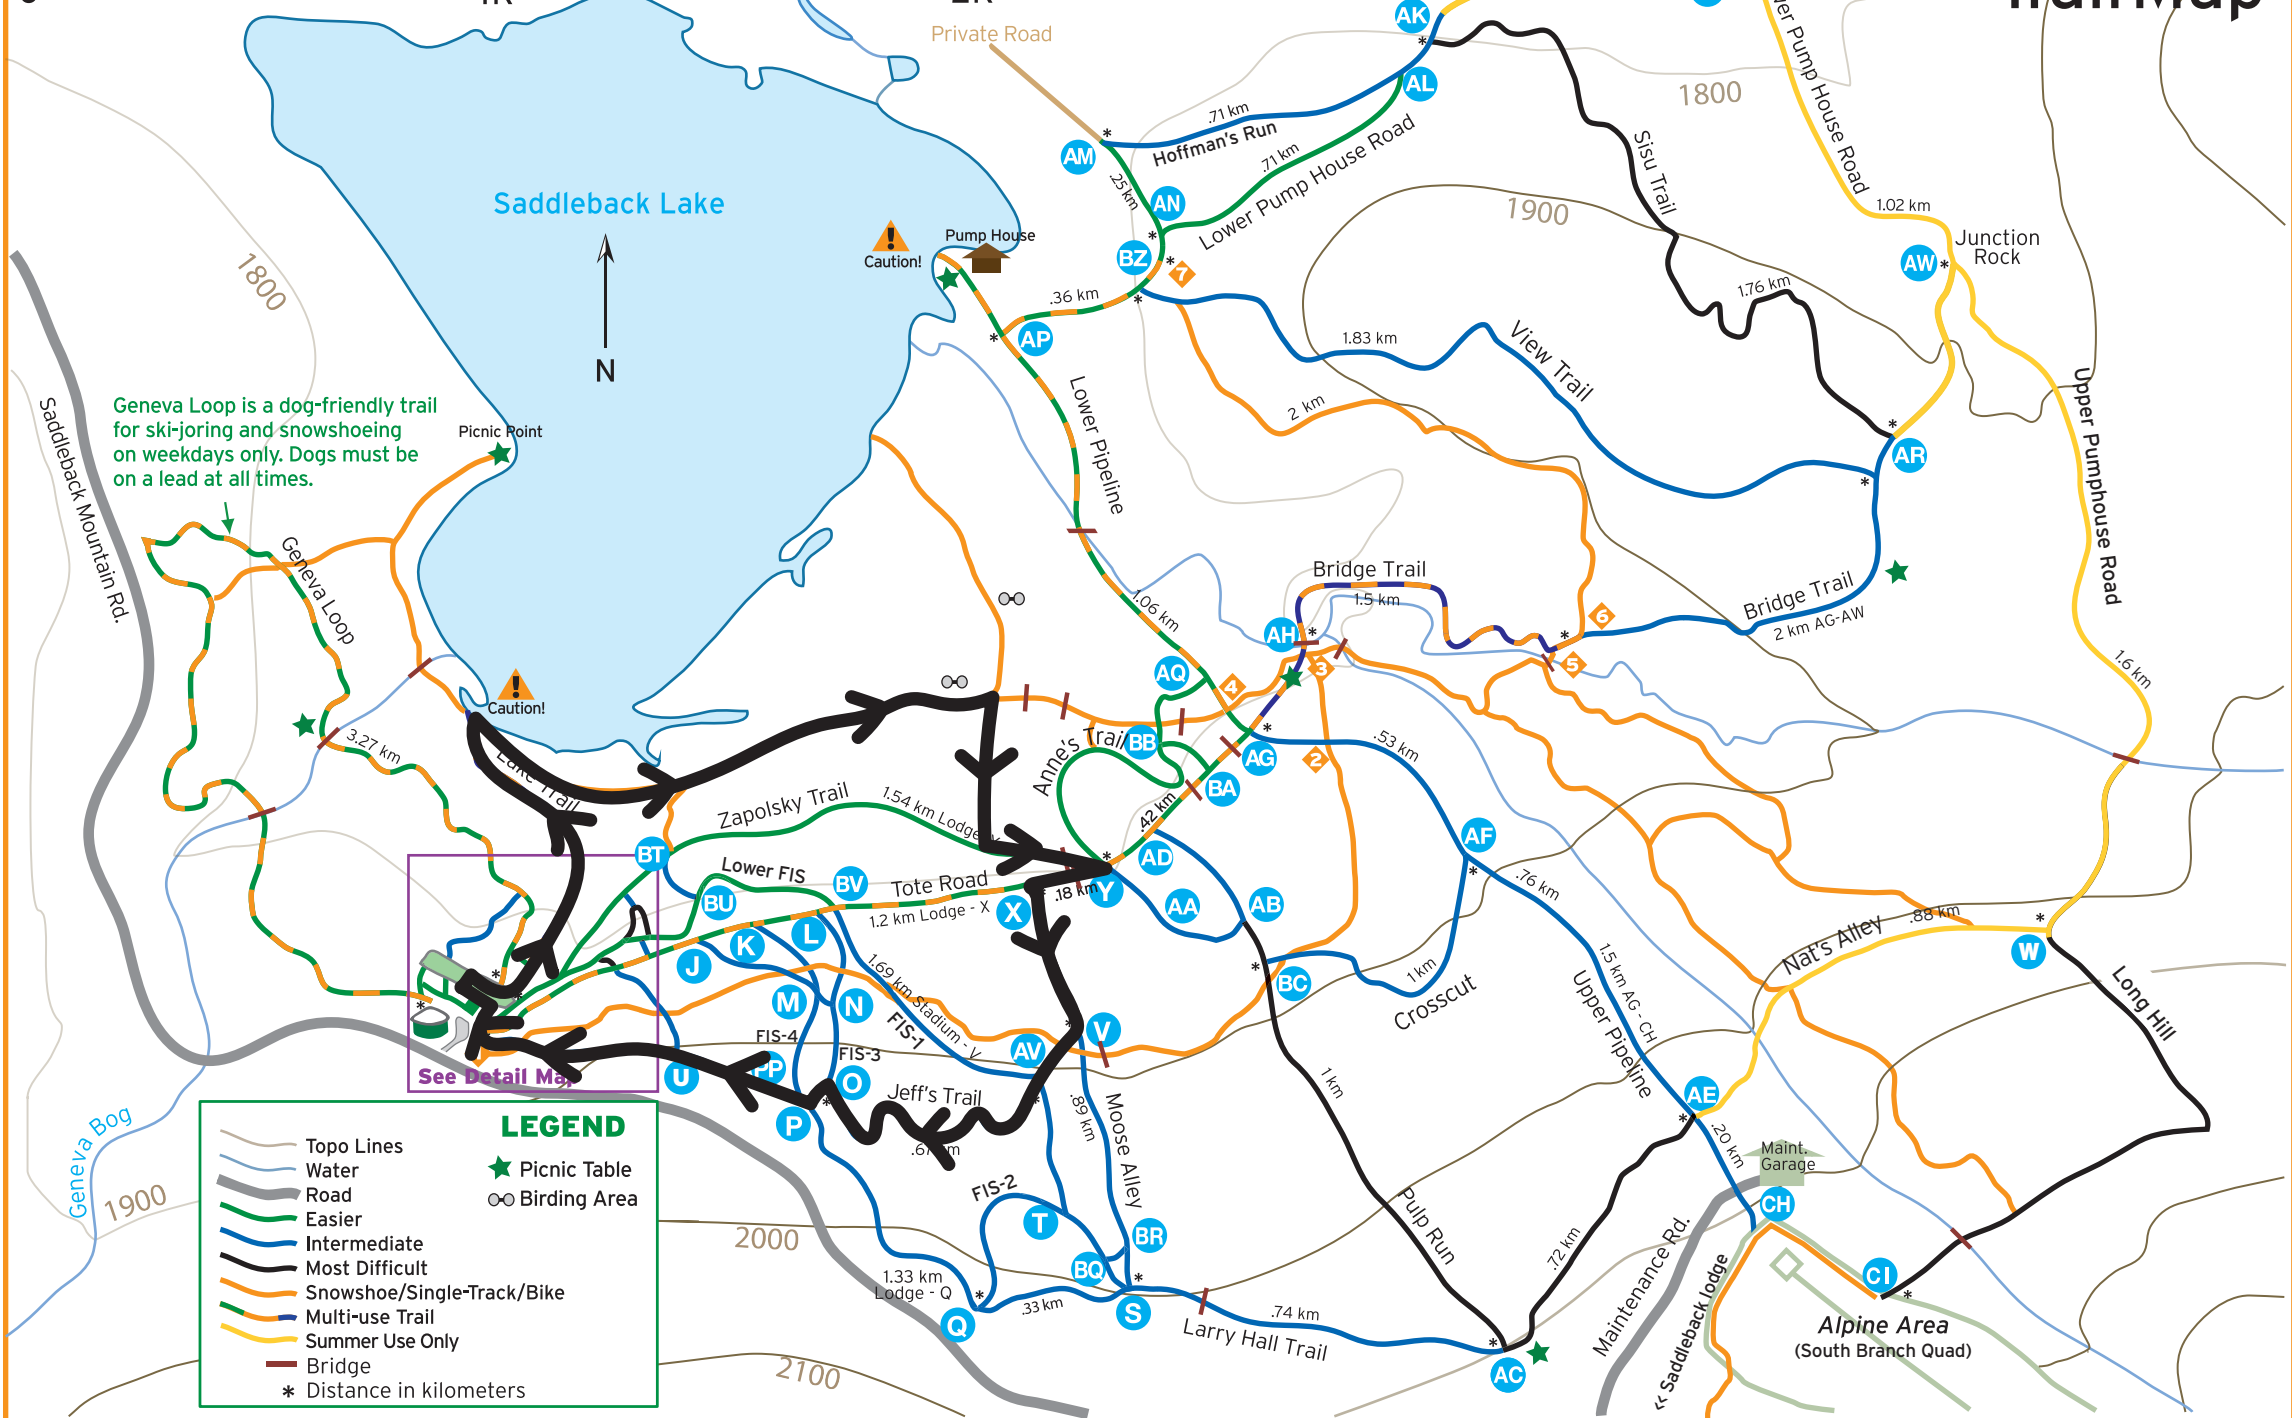 Private Road
AK
1800
AL
.71 km
Hoffman's Run
.71 km
Lower Pump House Road
Sisu Trail
AM
.25 km
AN
BZ
7
1900
1.02 km
Junction
Rock
AW
1.76 km
Saddleback Lake
N
Caution!
Pump House
.36 km
AP
1.83 km
View Trail
2 km
AR
Upper Pumphouse Road
1800
Saddleback Mountain Rd.
Geneva Loop is a dog-friendly trail
for ski-joring and snowshoeing
on weekdays only. Dogs must be
on a lead at all times.
Picnic Point
Geneva Loop
Lower Pipeline
1.06 km
Bridge Trail
1.5 km
Bridge Trail
2 km AG-AW
6
5
AH
3
AQ
4
1.6 km
Caution!
3.27 km
Lake Trail
Anne's Trail
BB
AG
2
.53 km
BA
.42 km
Zapolsky Trail
1.54 km Lodge
BT
Lower FIS
BV
BU
Tote Road
1.2 km Lodge - X
.18 km
X
Y
AD
AA
AB
AF
.76 km
J
K
L
M
N
1.69 km Stadium - V
FIS-1
FIS-4
FIS-3
BC
1 km
Crosscut
1.5 km AG - CH
Upper Pipeline
Nat's Alley
.88 km
W
Long Hill
See Detail Map
U
PP
O
P
AV
V
Jeff's Trail
.89 km
Moose Alley
1 km
Pulp Run
AE
.20 km
Maint.
Garage
CH
Maintenance Rd.
.72 km
Geneva Bog
1900
LEGEND
Topo Lines
Water
Road
Easier
Intermediate
Most Difficult
Snowshoe/Single-Track/Bike
Multi-use Trail
Summer Use Only
Bridge
* Distance in kilometers
Picnic Table
Birding Area
2000
2100
1.33 km
Lodge - Q
Q
FIS-2
T
BR
BQ
S
.33 km
.74 km
Larry Hall Trail
AC
<< Saddleback lodge
CI
Alpine Area
(South Branch Quad)